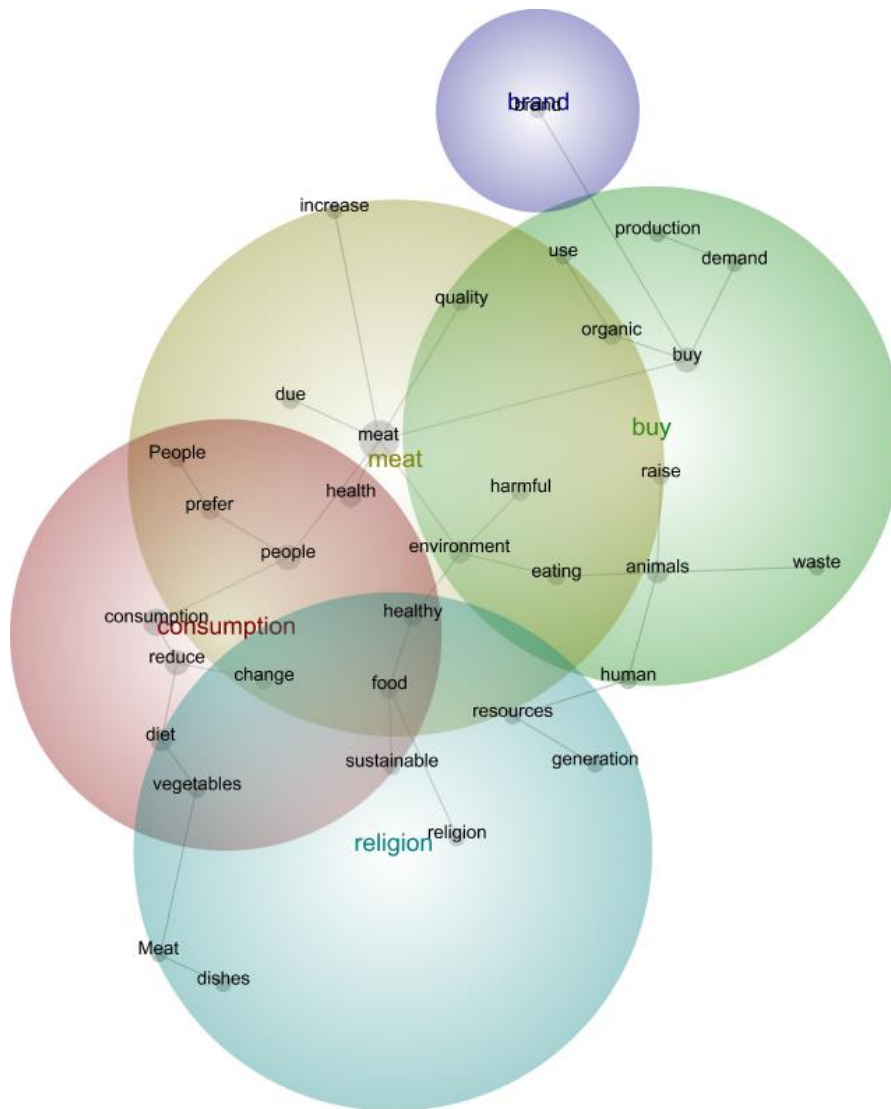 brand
brand
increase
production
use
demand
quality
organic
buy
due
meat
buy
People
meat
raise
health
harmful
prefer
people
environment
eating
animals
waste
consumption
healthy
consumption
reduce
change
food
human
resources
diet
sustainable
generation
vegetables
religion
religion
Meat
dishes